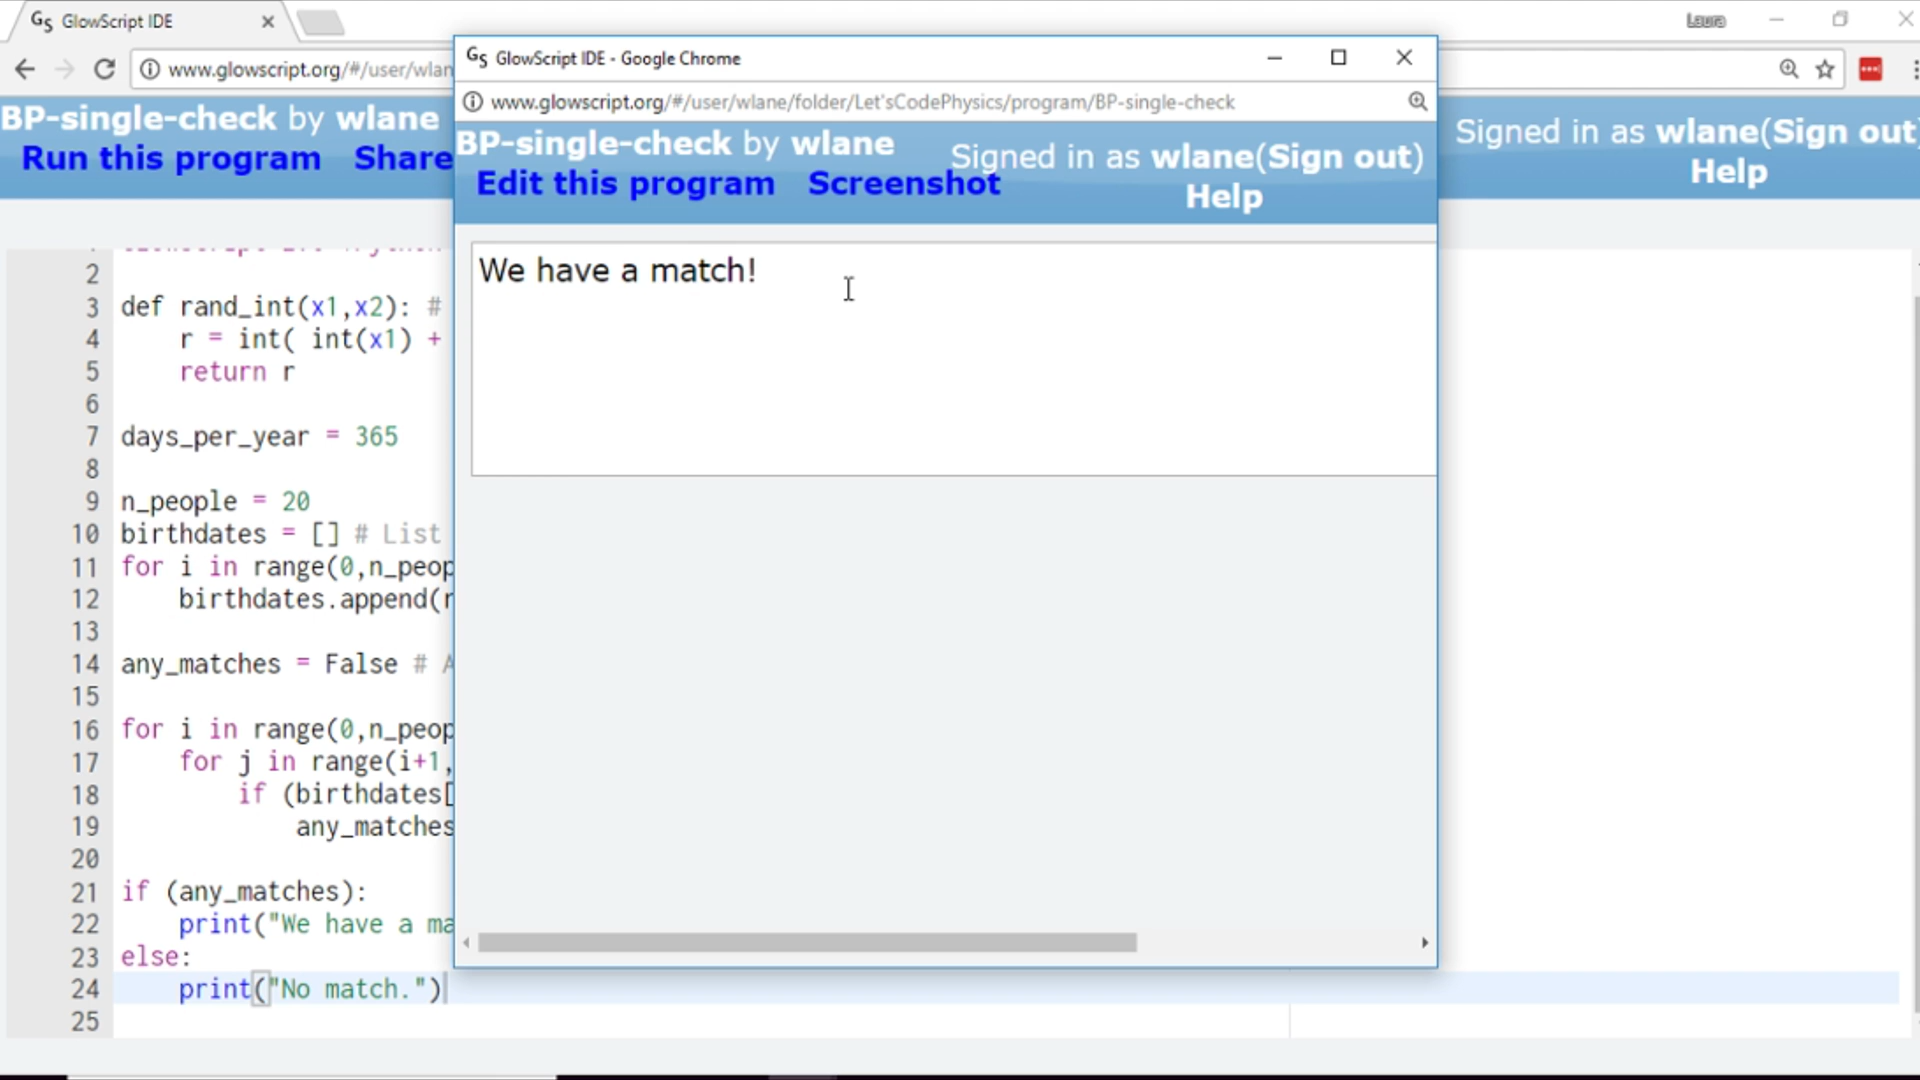 GS GlowScript IDE
Laura
www.glowscript.org/#/user/wlan
BP-single-check by wlane
Run this program Share
Signed in as wlane(Sign out)
Help
2
3 def rand_int(x1,x2): #
4 r = int( int(x1) +
5 return r
6
7 days_per_year = 365
8
9 n_people = 20
10 birthdates = [] # List
11 for i in range(0,n_peop
12 birthdates.append(r
13
14 any_matches = False # A
15
16 for i in range(0,n_peop
17 for j in range(i+1,
18 if (birthdates[
19 any_matches
20
21 if (any_matches):
22 print("We have a ma
23 else:
24 print("No match.")
25
GS GlowScript IDE - Google Chrome
www.glowscript.org/#/user/wlane/folder/Let'sCodePhysics/program/BP-single-check
BP-single-check by wlane
Signed in as wlane(Sign out)
Edit this program Screenshot
Help
We have a match!